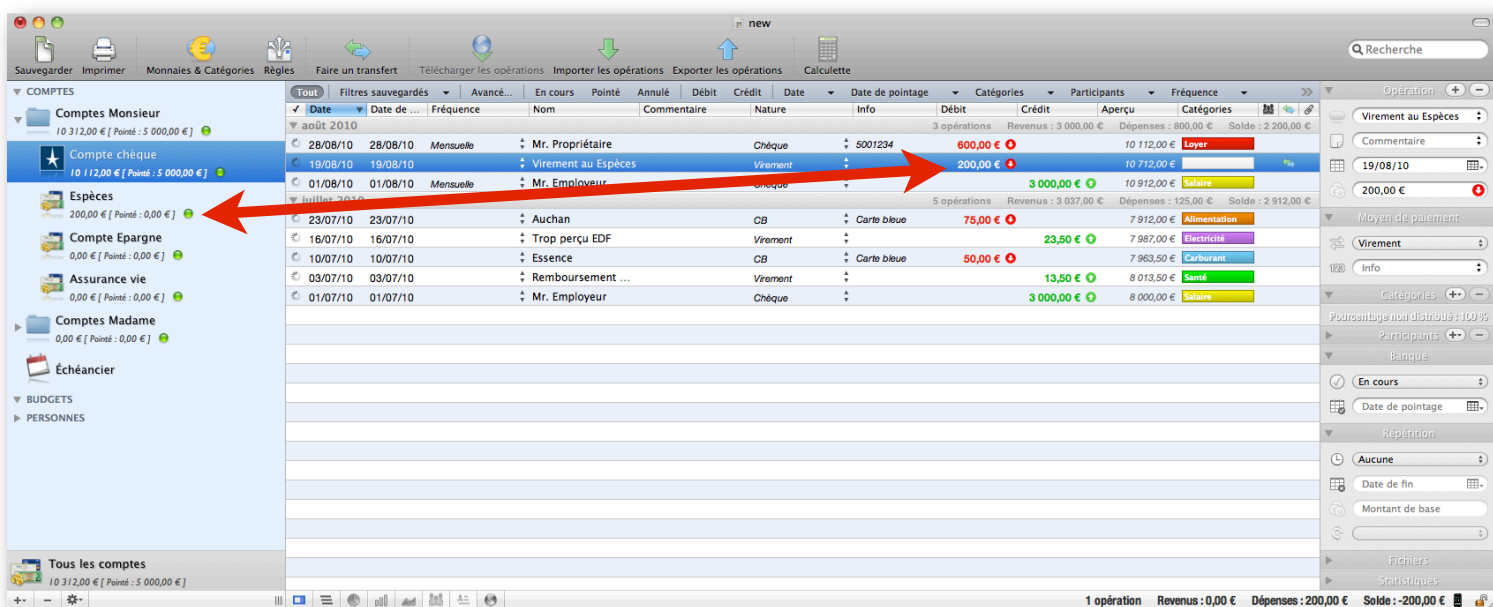 new
Sauvegarder Imprimer Monnaies & Catégories Règles Faire un transfert Télécharger les opérations Importer les opérations Exporter les opérations Calculette
Recherche
COMPTES
Comptes Monsieur
10 312,00 € [ Pointé : 5 000,00 € ]
Compte chèque
10 112,00 € [ Pointé : 5 000,00 € ]
Espèces
200,00 € [ Pointé : 0,00 € ]
Compte Epargne
0,00 € [ Pointé : 0,00 € ]
Assurance vie
0,00 € [ Pointé : 0,00 € ]
Comptes Madame
0,00 € [ Pointé : 0,00 € ]
Échéancier
BUDGETS
PERSONNES
Tous les comptes
10 312,00 € [ Pointé : 5 000,00 € ]
Tout Filtres sauvegardés Avancé... En cours Pointé Annulé Débit Crédit Date Date de pointage Catégories Participants Fréquence
✓ Date Date de ... Fréquence Nom Commentaire Nature Info Débit Crédit Aperçu Catégories
août 2010 3 opérations Revenus : 3 000,00 € Dépenses : 800,00 € Solde : 2 200,00 €
28/08/10 28/08/10 Mensuelle Mr. Propriétaire Chèque 5001234 600,00 € 10 112,00 € Loyer
19/08/10 19/08/10 Virement au Espèces Virement 200,00 € 10 712,00 €
01/08/10 01/08/10 Mensuelle Mr. Employeur Chèque 3 000,00 € 10 912,00 € Salaire
juillet 2010 5 opérations Revenus : 3 037,00 € Dépenses : 125,00 € Solde : 2 912,00 €
23/07/10 23/07/10 Auchan CB Carte bleue 75,00 € 7 912,00 € Alimentation
16/07/10 16/07/10 Trop perçu EDF Virement 23,50 € 7 987,00 € Electricité
10/07/10 10/07/10 Essence CB Carte bleue 50,00 € 7 963,50 € Carburant
03/07/10 03/07/10 Remboursement ... Virement 13,50 € 8 013,50 € Santé
01/07/10 01/07/10 Mr. Employeur Chèque 3 000,00 € 8 000,00 € Salaire
Opération
Virement au Espèces
Commentaire
19/08/10
200,00 €
Moyen de paiement
Virement
123 Info
Catégories
Pourcentage non distribué : 100 %
Participants
Banque
En cours
Date de pointage
Répétition
Aucune
Date de fin
Montant de base
Fichiers
Statistiques
1 opération Revenus : 0,00 € Dépenses : 200,00 € Solde : -200,00 €